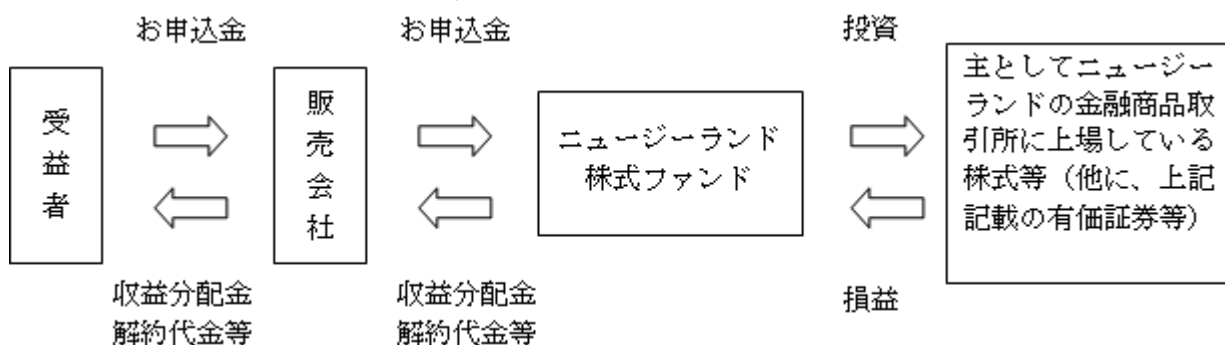 お申込金
お申込金
投資
受益者
販売会社
ニュージーランド
株式ファンド
主としてニュージー
ランドの金融商品取
引所に上場している
株式等（他に、上記
記載の有価証券等）
収益分配金
解約代金等
収益分配金
解約代金等
損益